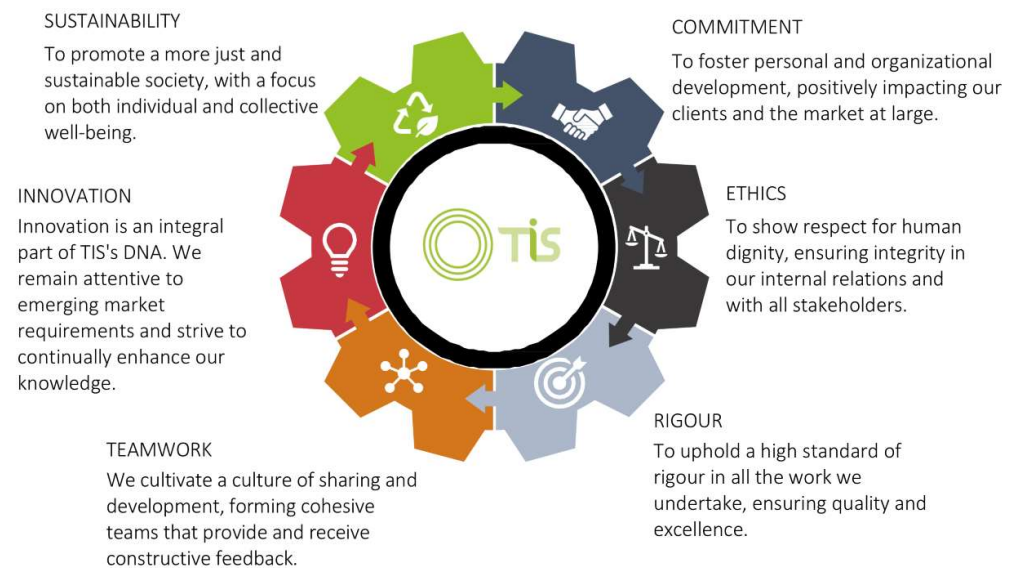 SUSTAINABILITY
To promote a more just and
sustainable society, with a focus
on both individual and collective
well-being.
COMMITMENT
To foster personal and organizational
development, positively impacting our
clients and the market at large.
INNOVATION
Innovation is an integral
part of TIS's DNA. We
remain attentive to
emerging market
requirements and strive to
continually enhance our
knowledge.
TiS
ETHICS
To show respect for human
dignity, ensuring integrity in
our internal relations and
with all stakeholders.
TEAMWORK
We cultivate a culture of sharing and
development, forming cohesive
teams that provide and receive
constructive feedback.
RIGOUR
To uphold a high standard of
rigour in all the work we
undertake, ensuring quality and
excellence.